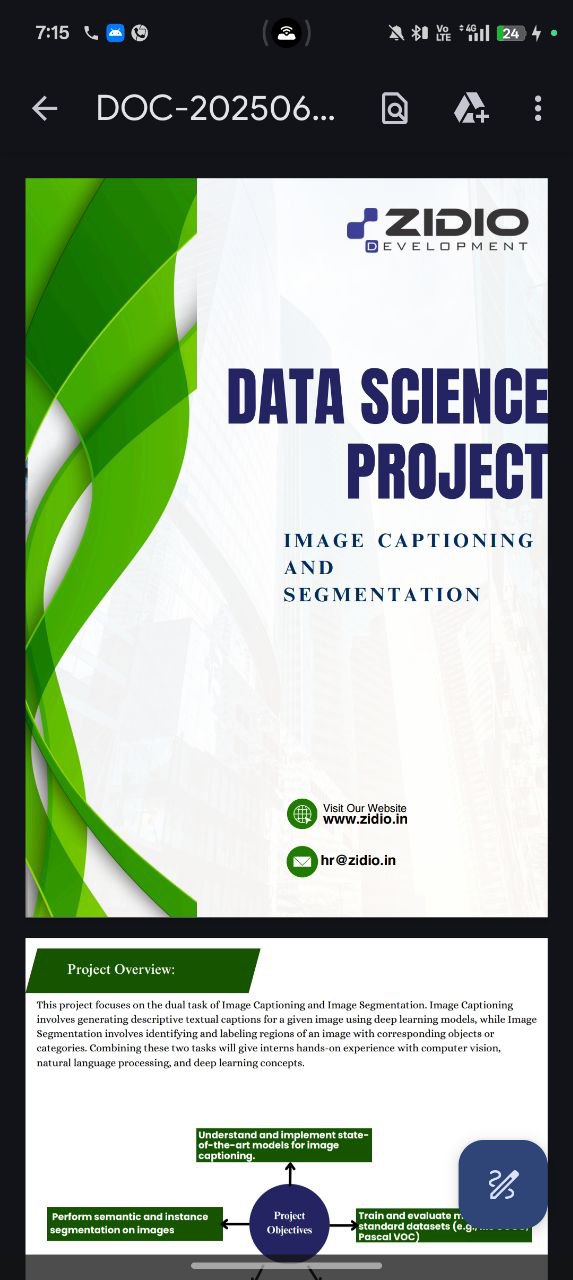 7:15
Vo
LTE
4G
24
DOC-202506...
ZIDIO
DEVELOPMENT
DATA SCIENCE
PROJECT
IMAGE CAPTIONING
AND
SEGMENTATION
Visit Our Website
www.zidio.in
hr@zidio.in
Project Overview:
This project focuses on the dual task of Image Captioning and Image Segmentation. Image Captioning
involves generating descriptive textual captions for a given image using deep learning models, while Image
Segmentation involves identifying and labeling regions of an image with corresponding objects or
categories. Combining these two tasks will give interns hands-on experience with computer vision,
natural language processing, and deep learning concepts.
Understand and implement state-
of-the-art models for image
captioning.
Perform semantic and instance
segmentation on images
Project
Objectives
Train and evaluate
standard datasets (e.g.,
Pascal VOC)